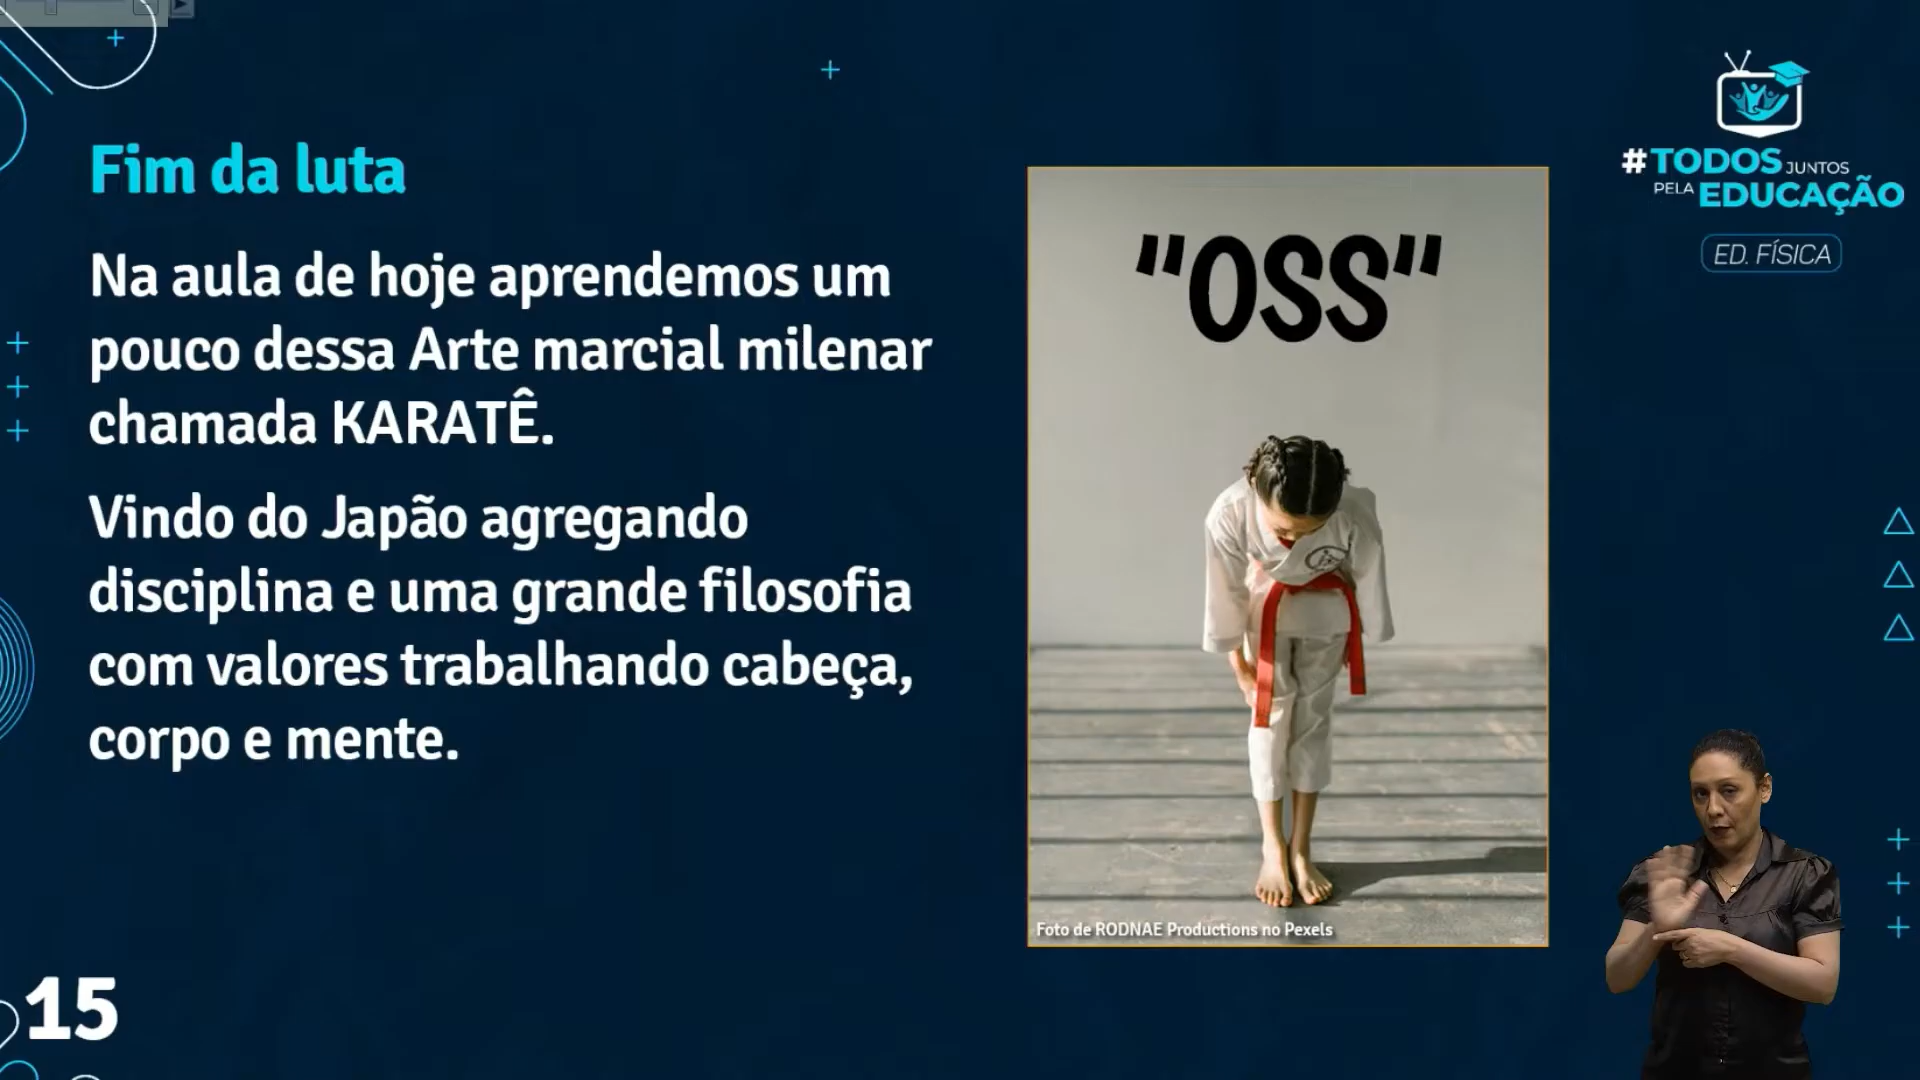 Fim da luta
Na aula de hoje aprendemos um
pouco dessa Arte marcial milenar
chamada KARATÊ.
Vindo do Japão agregando
disciplina e uma grande filosofia
com valores trabalhando cabeça,
corpo e mente.
15
"OSS"
Foto de RODNAE Productions no Pexels
#TODOS JUNTOS
PELA EDUCAÇÃO
ED. FÍSICA